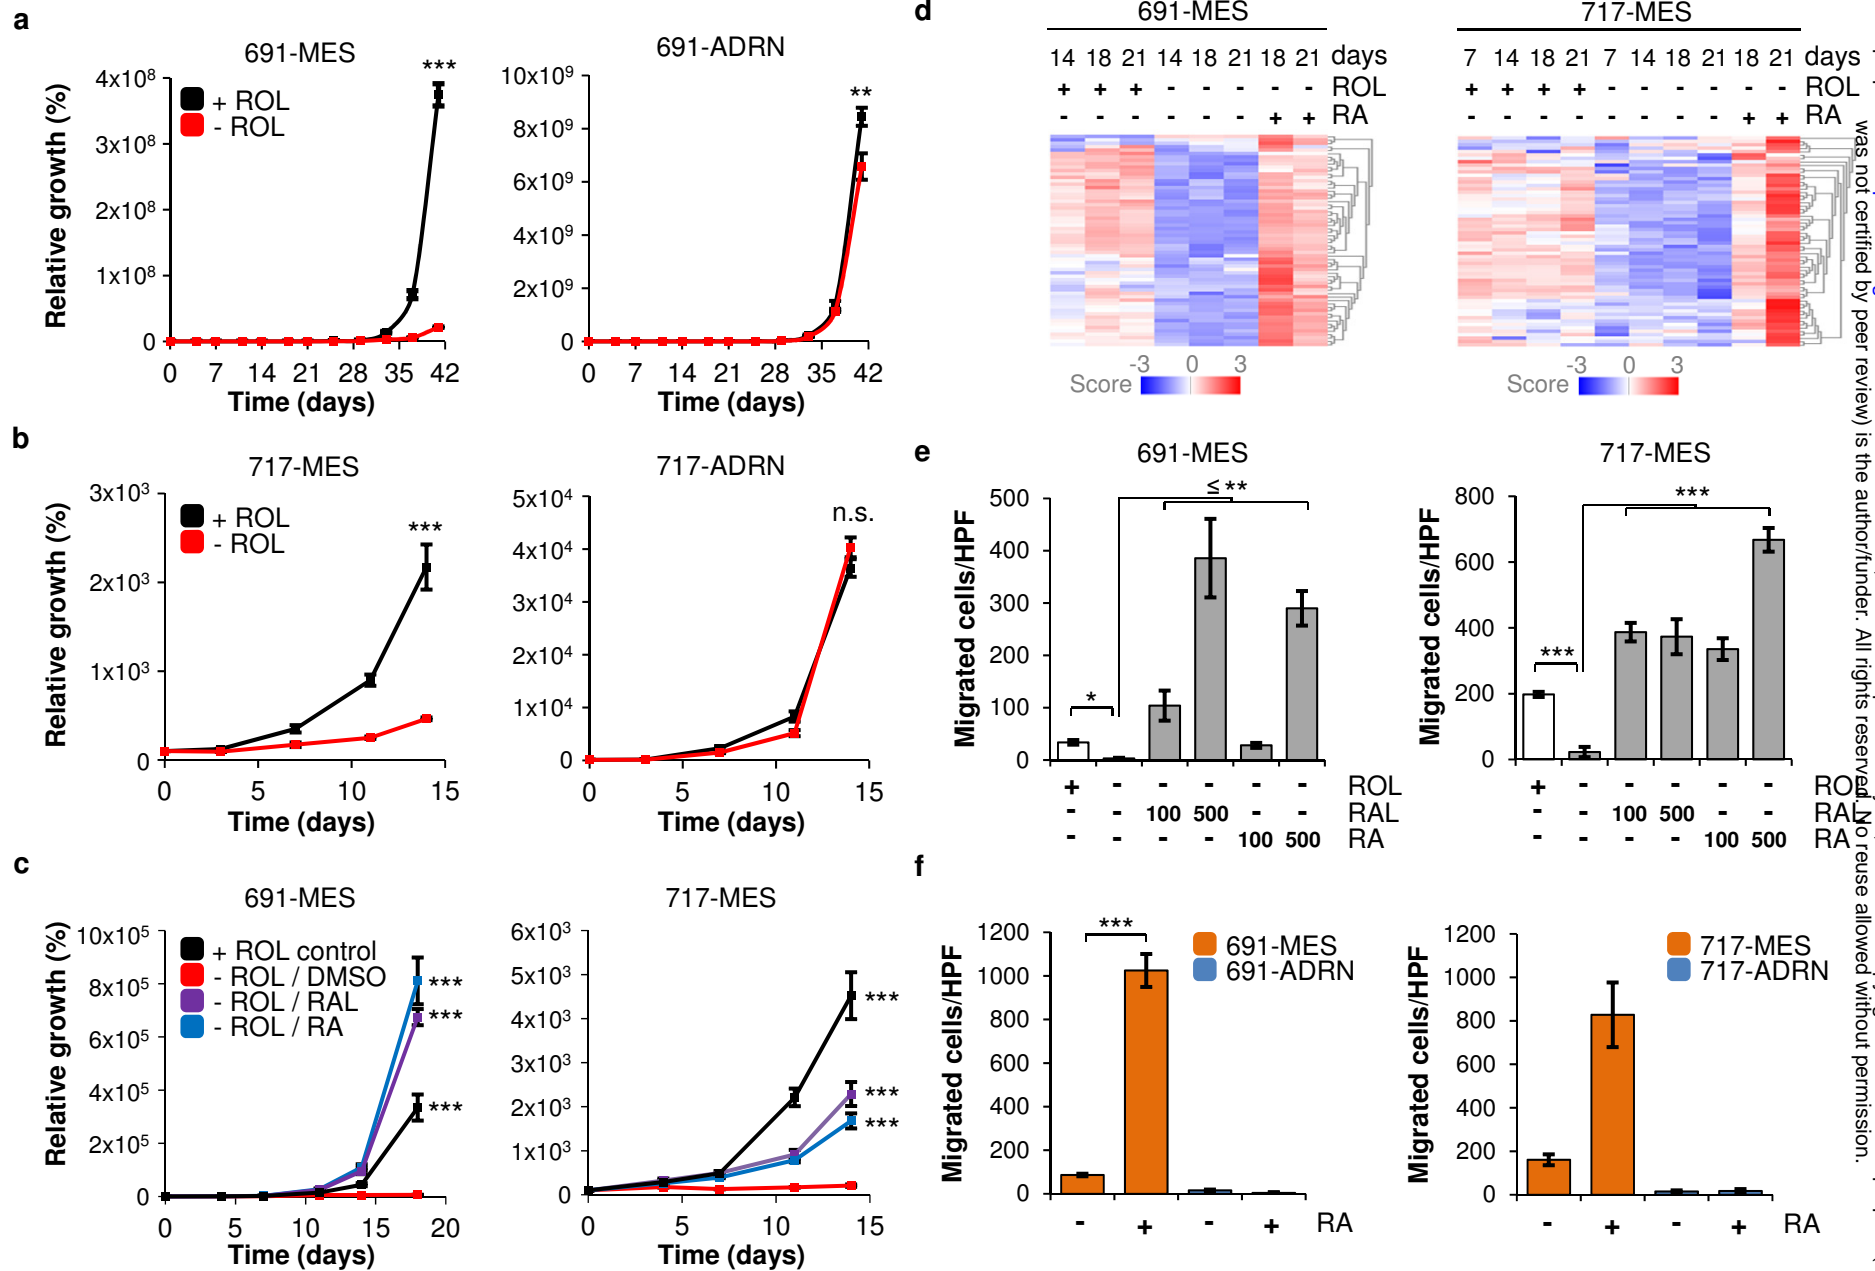 a
691-MES
Relative growth (%)
4x10⁸
3x10⁸
2x10⁸
1x10⁸
0
+ ROL
- ROL
***
0 7 14 21 28 35 42
Time (days)
691-ADRN
10x10⁹
8x10⁹
6x10⁹
4x10⁹
2x10⁹
0
**
0 7 14 21 28 35 42
Time (days)
b
717-MES
Relative growth (%)
3x10³
2x10³
1x10³
0
+ ROL
- ROL
***
0 5 10 15
Time (days)
717-ADRN
5x10⁴
4x10⁴
3x10⁴
2x10⁴
1x10⁴
0
n.s.
0 5 10 15
Time (days)
c
691-MES
Relative growth (%)
10x10⁵
8x10⁵
6x10⁵
4x10⁵
2x10⁵
0
+ ROL control
- ROL / DMSO
- ROL / RAL
- ROL / RA
***
***
***
0 5 10 15 20
Time (days)
717-MES
6x10³
5x10³
4x10³
3x10³
2x10³
1x10³
0
***
***
***
0 5 10 15
Time (days)
d
691-MES
14 18 21 14 18 21 18 21 days
+ + + - - - - - ROL
- - - - - - + + RA
Score
-3 0 3
717-MES
7 14 18 21 7 14 18 21 18 21 days
+ + + + - - - - - - ROL
- - - - - - - - + + RA
Score
-3 0 3
e
691-MES
Migrated cells/HPF
500
400
300
200
100
0
*
≤ **
+ - - - - - ROL
- - 100 500 - - RAL
- - - - 100 500 RA
717-MES
Migrated cells/HPF
800
600
400
200
0
***
***
+ - - - - - ROL
- - 100 500 - - RAL
- - - - 100 500 RA
f
Migrated cells/HPF
1200
1000
800
600
400
200
0
***
691-MES
691-ADRN
- + - + RA
Migrated cells/HPF
1200
1000
800
600
400
200
0
717-MES
717-ADRN
- + - + RA
was not certified by peer review) is the author/funder. All rights reserved. No reuse allowed without permission.